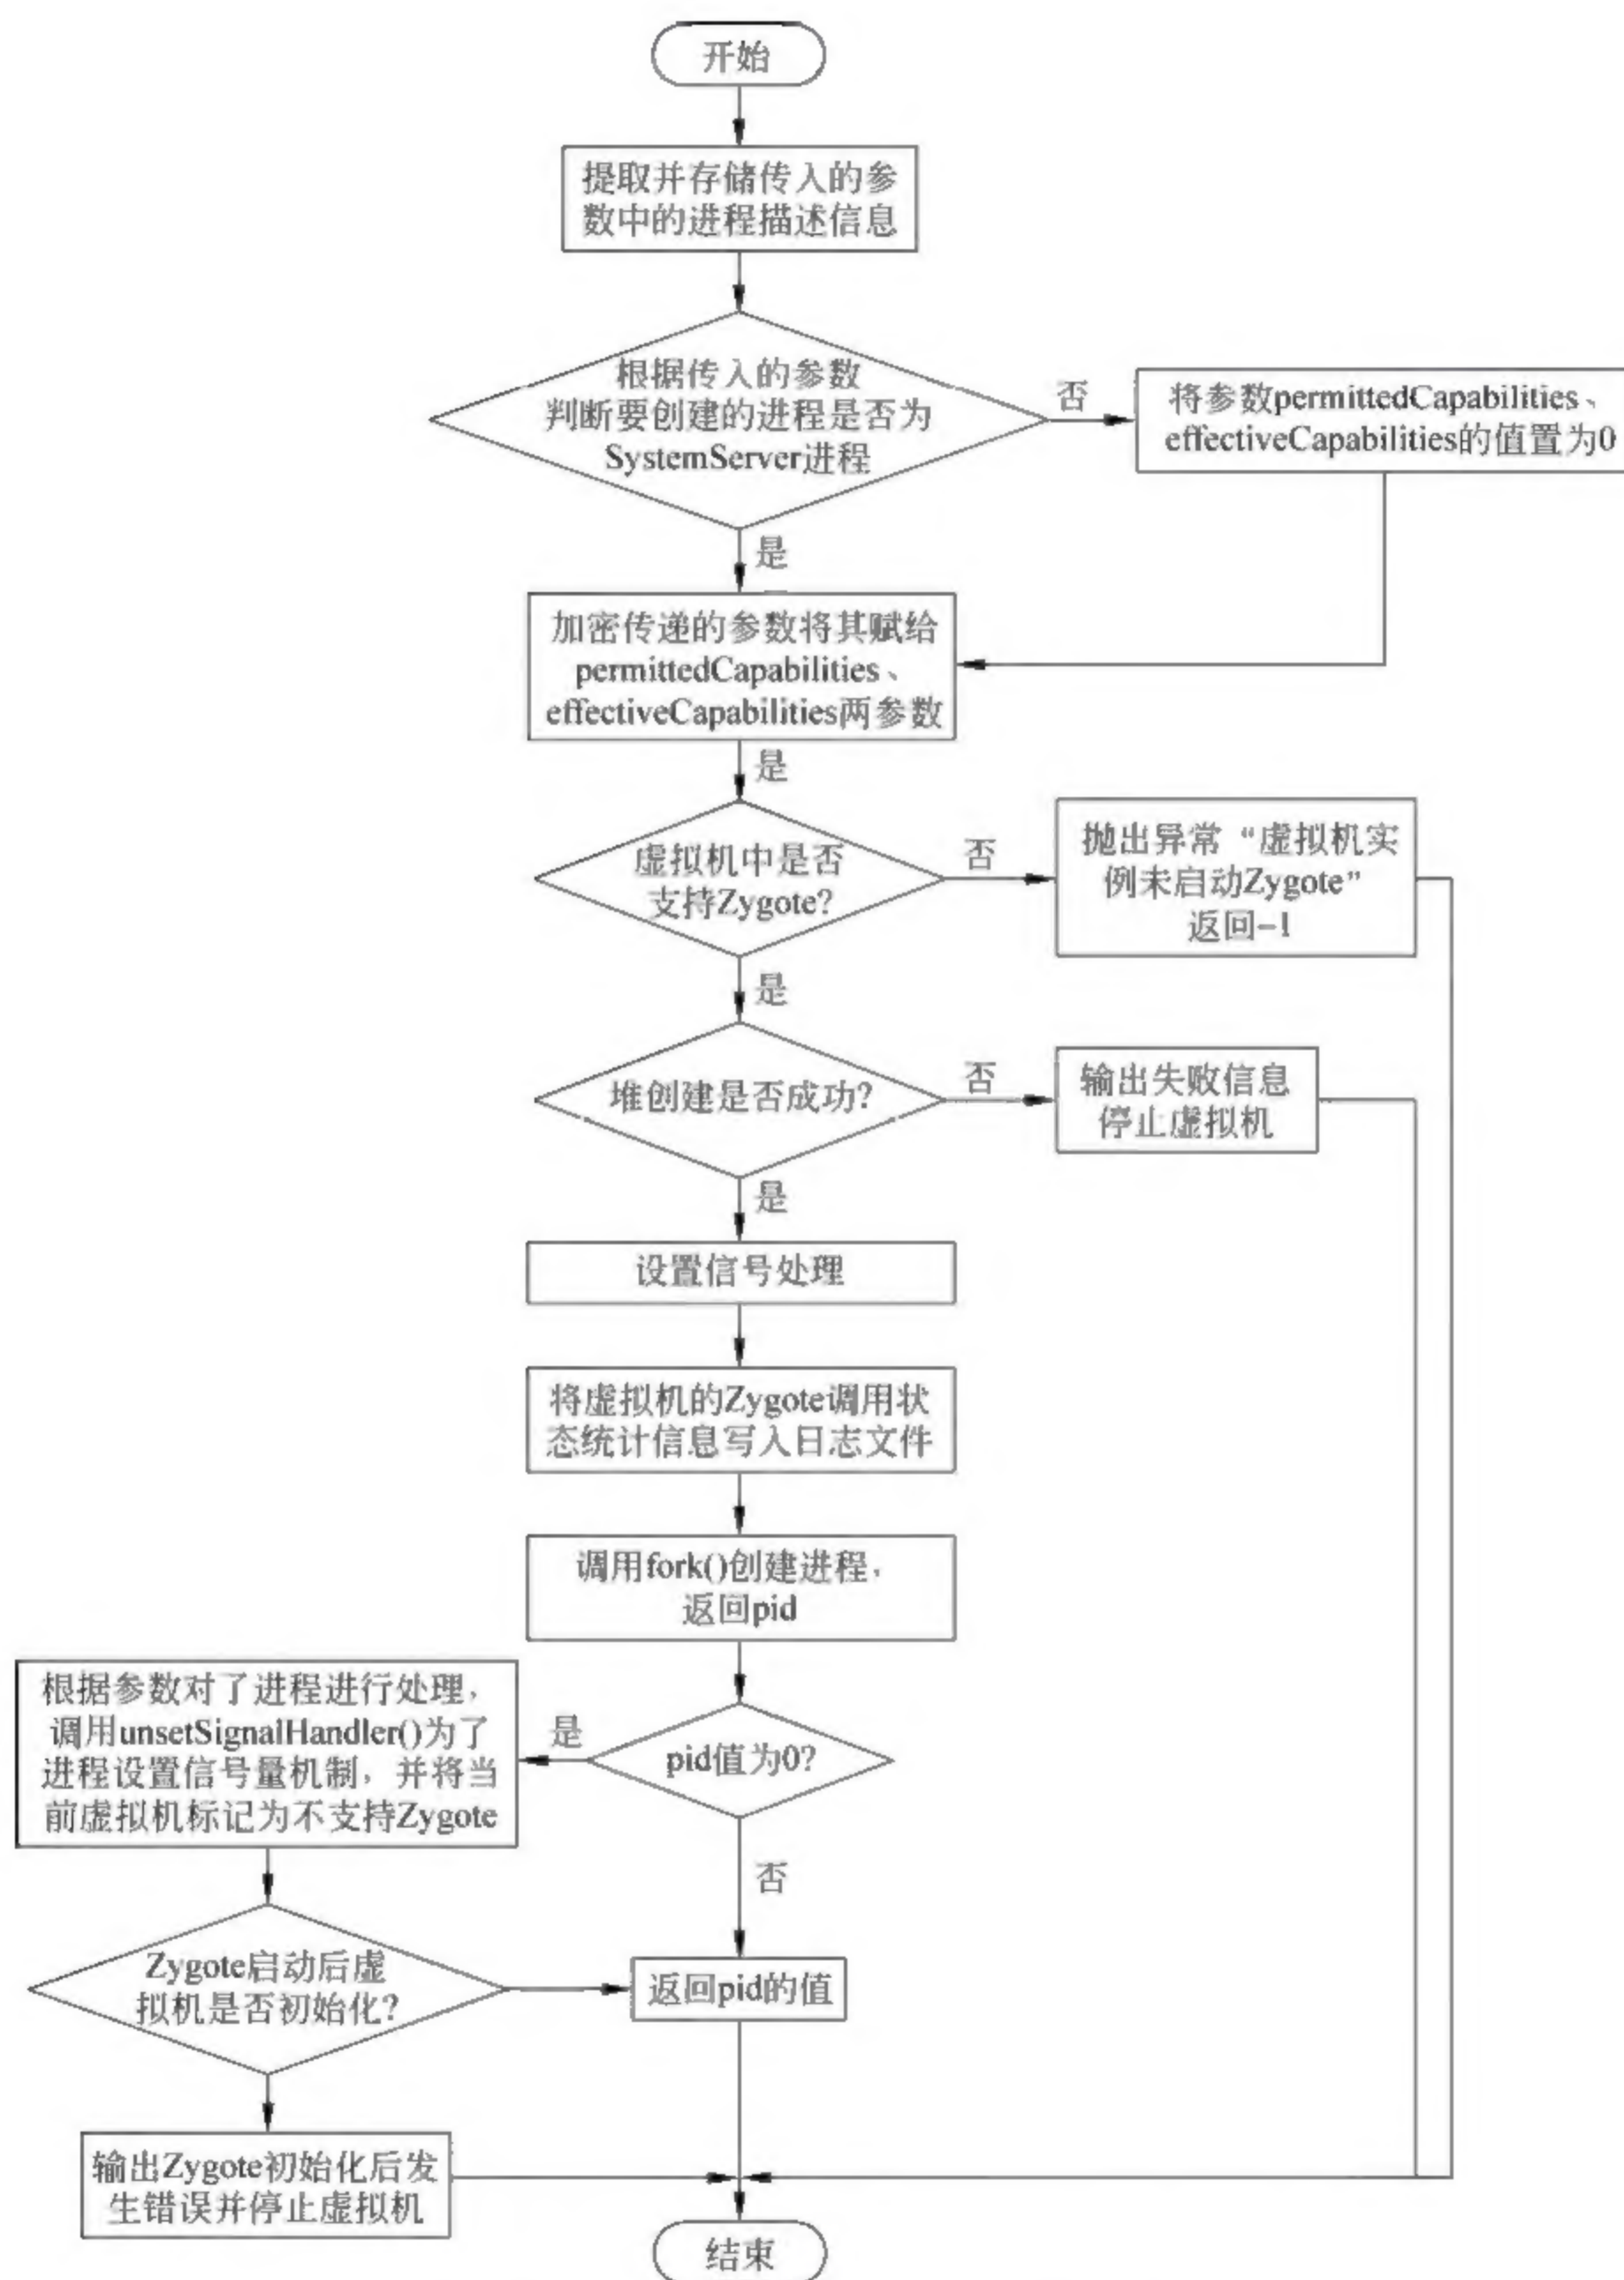 开始
提取并存储传入的参
数中的进程描述信息
根据传入的参数
判断要创建的进程是否为
SystemServer进程
否
将参数permittedCapabilities、
effectiveCapabilities的值置为0
是
加密传递的参数将其赋给
permittedCapabilities、
effectiveCapabilities两参数
是
虚拟机中是否
支持Zygote?
否
抛出异常“虚拟机实
例未启动Zygote”
返回-1
是
堆创建是否成功?
否
输出失败信息
停止虚拟机
是
设置信号处理
将虚拟机的Zygote调用状
态统计信息写入日志文件
调用fork()创建进程,
返回pid
根据参数对了进程进行处理,
调用unsetSignalHandler()为了
进程设置信号量机制, 并将当
前虚拟机标记为不支持Zygote
是
pid值为0?
否
Zygote启动后虚
拟机是否初始化?
返回pid的值
输出Zygote初始化后发
生错误并停止虚拟机
结束